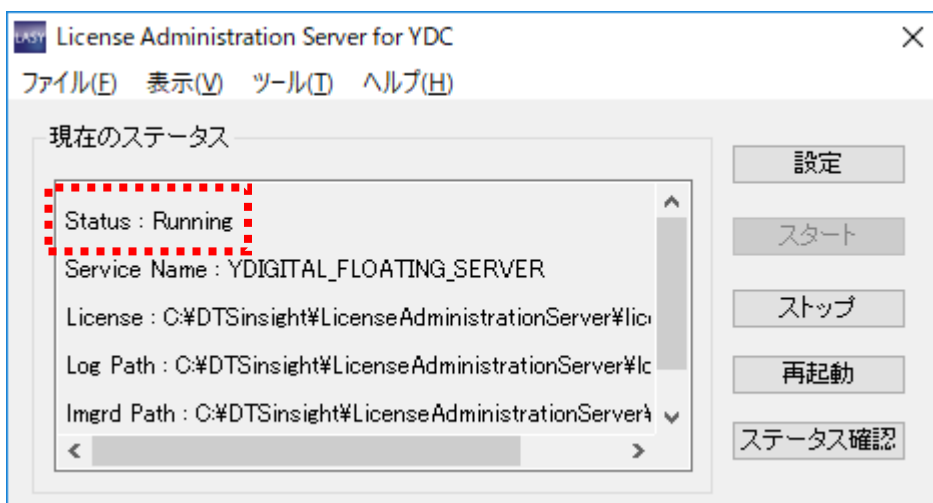 LASY License Administration Server for YDC
ファイル(F) 表示(V) ツール(T) ヘルプ(H)
現在のステータス
Status : Running
Service Name : YDIGITAL_FLOATING_SERVER
License : C:¥DTSinsight¥LicenseAdministrationServer¥lic
Log Path : C:¥DTSinsight¥LicenseAdministrationServer¥lo
lmgrd Path : C:¥DTSinsight¥LicenseAdministrationServer¥
設定
スタート
ストップ
再起動
ステータス確認